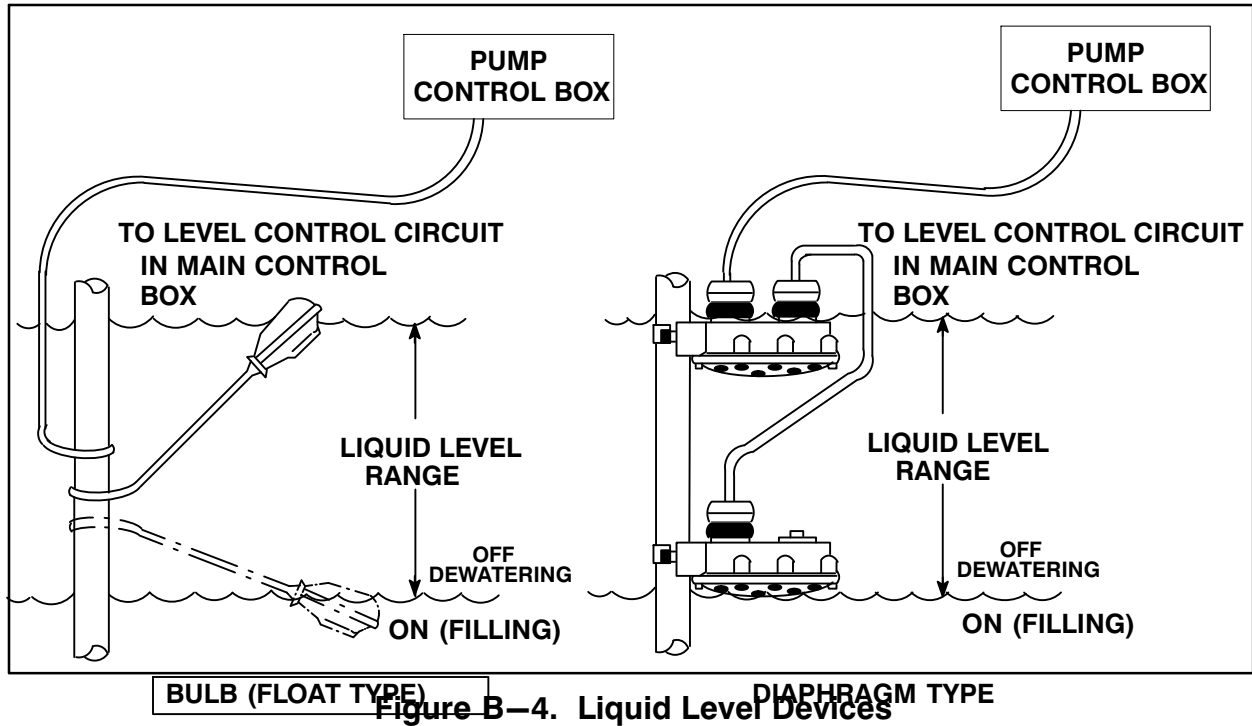 PUMP
CONTROL BOX
PUMP
CONTROL BOX
TO LEVEL CONTROL CIRCUIT
IN MAIN CONTROL
BOX
TO LEVEL CONTROL CIRCUIT
IN MAIN CONTROL
BOX
LIQUID LEVEL
RANGE
LIQUID LEVEL
RANGE
OFF
DEWATERING
OFF
DEWATERING
ON (FILLING)
ON (FILLING)
BULB (FLOAT TYPE)
DIAPHRAGM TYPE
Figure B—4. Liquid Level Devices